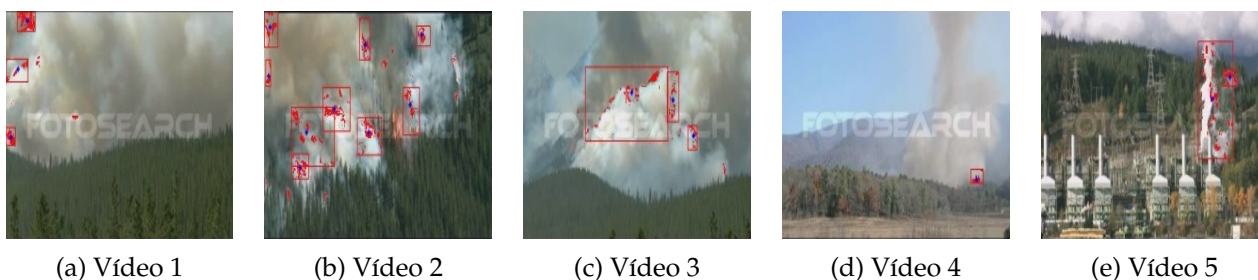 FOTOSEARCH
FOTOSEARCH
FOTOSEARCH
FOTOSEARCH
FOTOSEARCH
(a) Vídeo 1
(b) Vídeo 2
(c) Vídeo 3
(d) Vídeo 4
(e) Vídeo 5